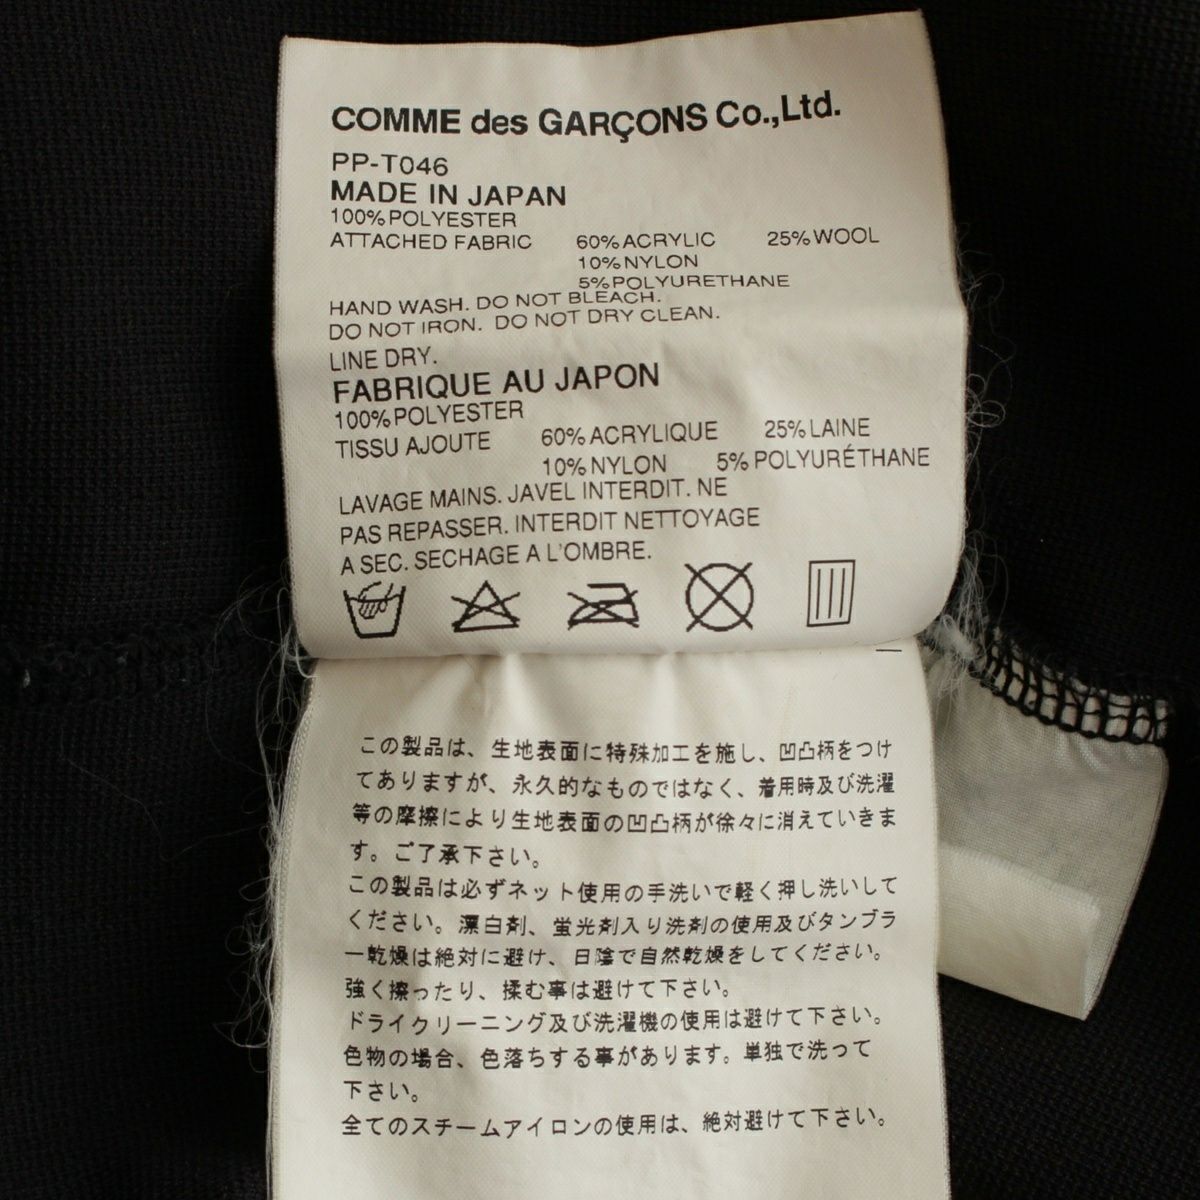 COMME des GARÇONS Co.,Ltd.
PP-T046
MADE IN JAPAN
100% POLYESTER
ATTACHED FABRIC 60% ACRYLIC 25% WOOL
10% NYLON
5% POLYURETHANE
HAND WASH. DO NOT BLEACH.
DO NOT IRON. DO NOT DRY CLEAN.
LINE DRY.
FABRIQUE AU JAPON
100% POLYESTER
TISSU AJOUTE 60% ACRYLIQUE 25% LAINE
10% NYLON 5% POLYURÉTHANE
LAVAGE MAINS. JAVEL INTERDIT. NE
PAS REPASSER. INTERDIT NETTOYAGE
A SEC. SECHAGE A L'OMBRE.
この製品は、生地表面に特殊加工を施し、凹凸柄をつけ
てありますが、永久的なものではなく、着用時及び洗濯
等の摩擦により生地表面の凹凸柄が徐々に消えていきま
す。ご了承下さい。
この製品は必ずネット使用の手洗いで軽く押し洗いして
ください。漂白剤、蛍光剤入り洗剤の使用及びタンブラ
ー乾燥は絶対に避け、日陰で自然乾燥をしてください。
強く擦ったり、揉む事は避けて下さい。
ドライクリーニング及び洗濯機の使用は避けて下さい。
色物の場合、色落ちする事があります。単独で洗って
下さい。
全てのスチームアイロンの使用は、絶対避けて下さい。